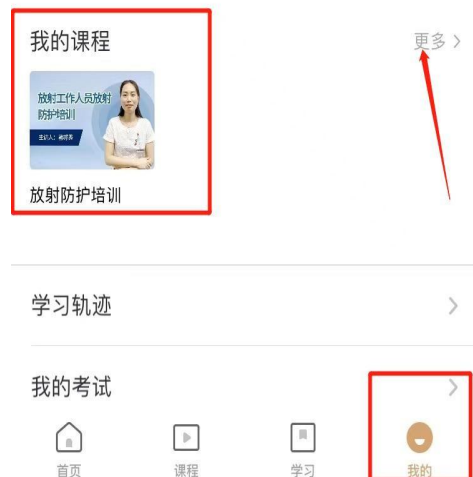 我的课程
更多
放射工作人员放射
防护培训
放射防护培训
学习轨迹
我的考试
首页
课程
学习
我的